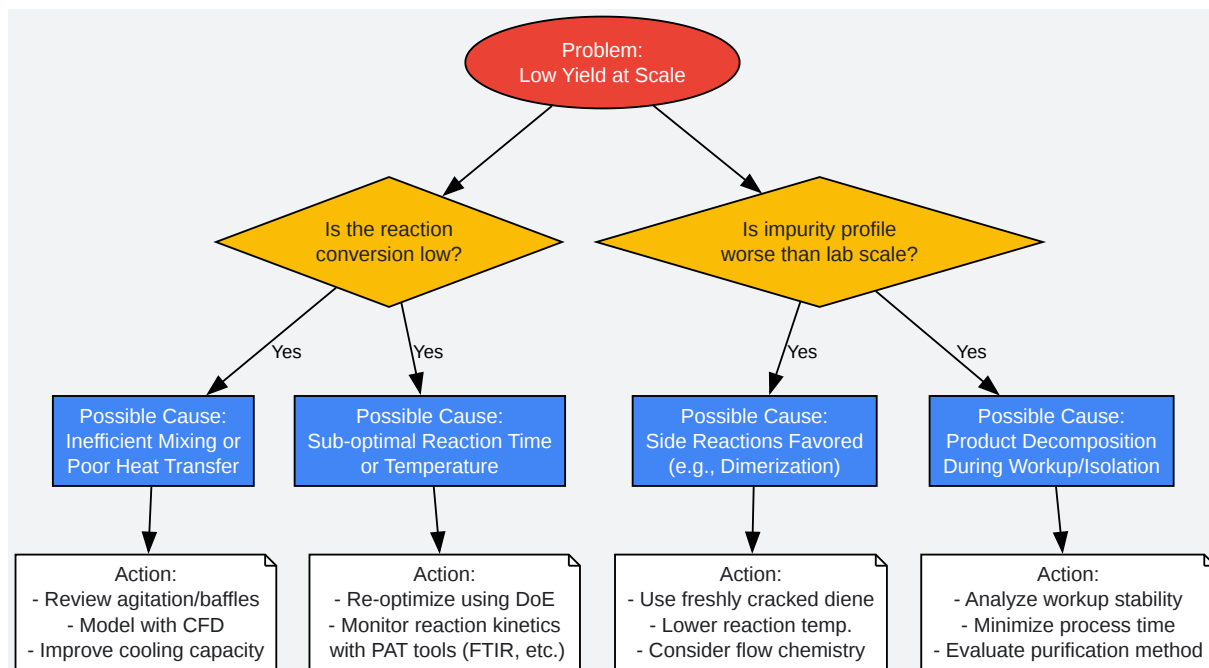 Problem:
Low Yield at Scale
Is the reaction
conversion low?
Is impurity profile
worse than lab scale?
Yes
Yes
Yes
Yes
Possible Cause:
Inefficient Mixing or
Poor Heat Transfer
Possible Cause:
Sub-optimal Reaction Time
or Temperature
Possible Cause:
Side Reactions Favored
(e.g., Dimerization)
Possible Cause:
Product Decomposition
During Workup/Isolation
Action:
- Review agitation/baffles
- Model with CFD
- Improve cooling capacity
Action:
- Re-optimize using DoE
- Monitor reaction kinetics
with PAT tools (FTIR, etc.)
Action:
- Use freshly cracked diene
- Lower reaction temp.
- Consider flow chemistry
Action:
- Analyze workup stability
- Minimize process time
- Evaluate purification method